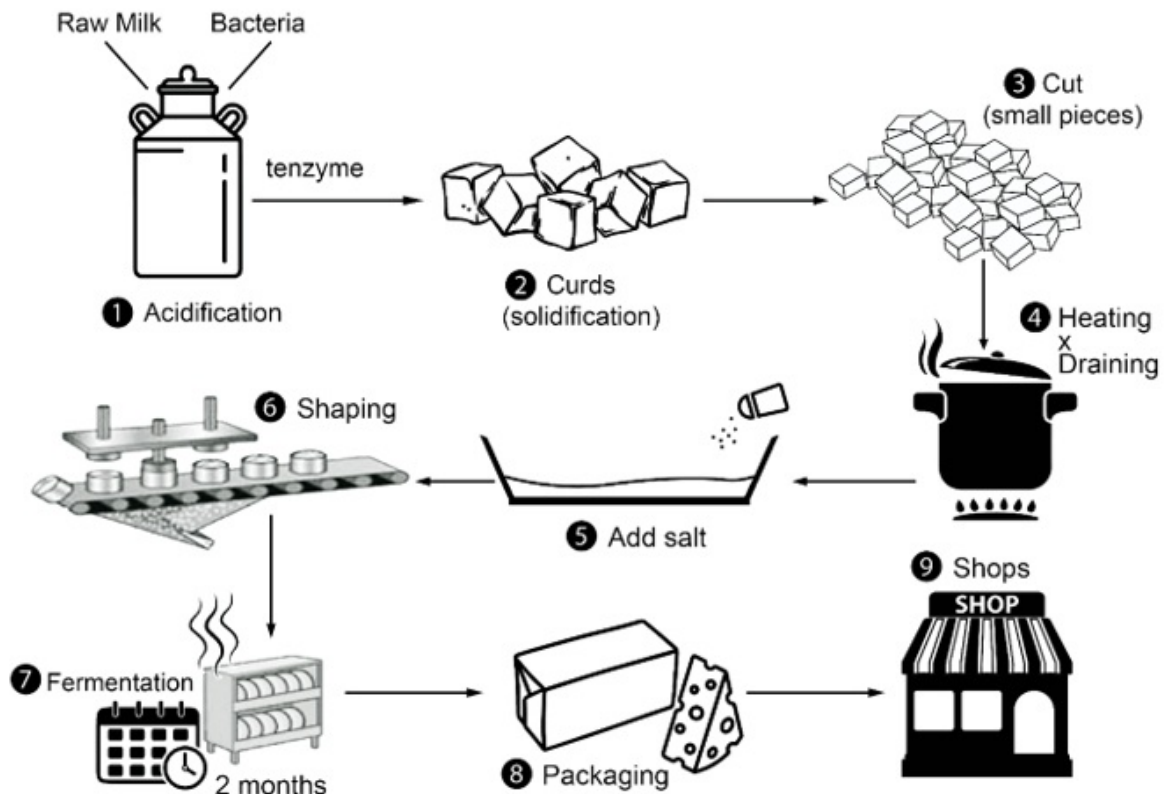 Raw Milk
Bacteria
tenzyme
1 Acidification
2 Curds
(solidification)
3 Cut
(small pieces)
4 Heating
x
Draining
5 Add salt
6 Shaping
7 Fermentation
2 months
8 Packaging
9 Shops
SHOP